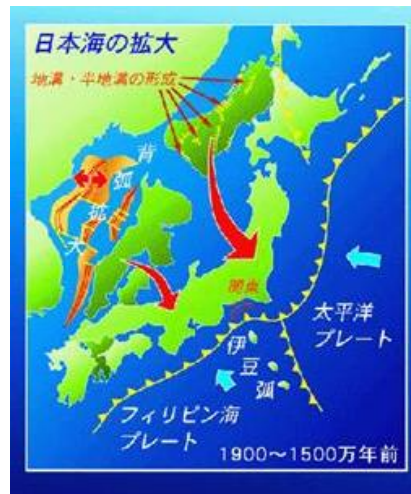 日本海の拡大
地溝・半地溝の形成
背弧拡大
関東
太平洋
プレート
伊豆弧
フィリピン海
プレート
1900〜1500万年前